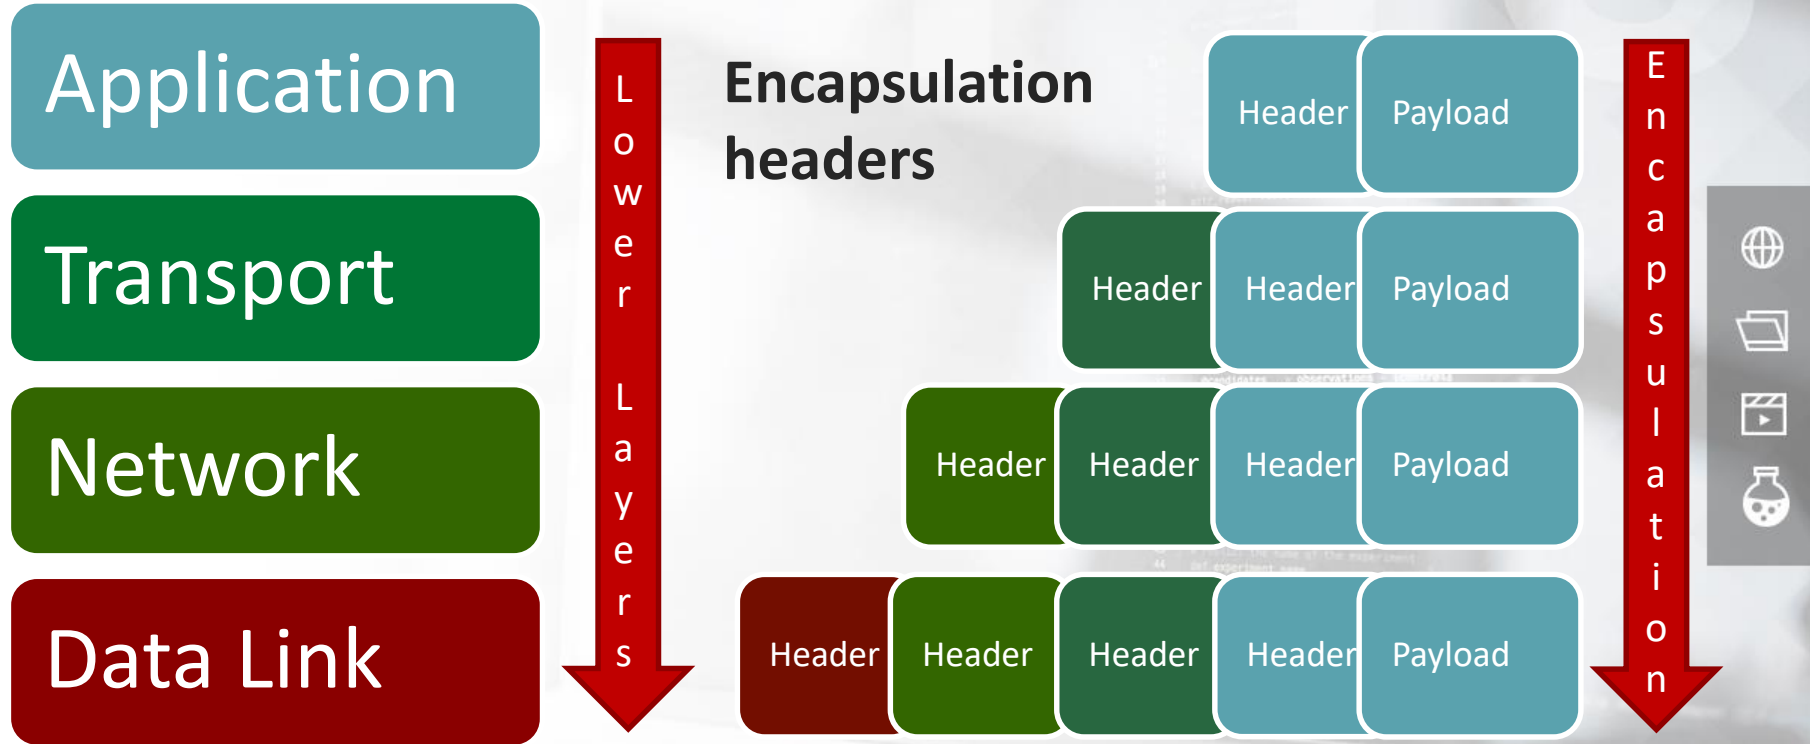 Application
Transport
Network
Data Link
Lower Layers
Encapsulation
headers
Header Payload
Header Header Payload
Header Header Header Payload
Header Header Header Header Payload
Encapsulation